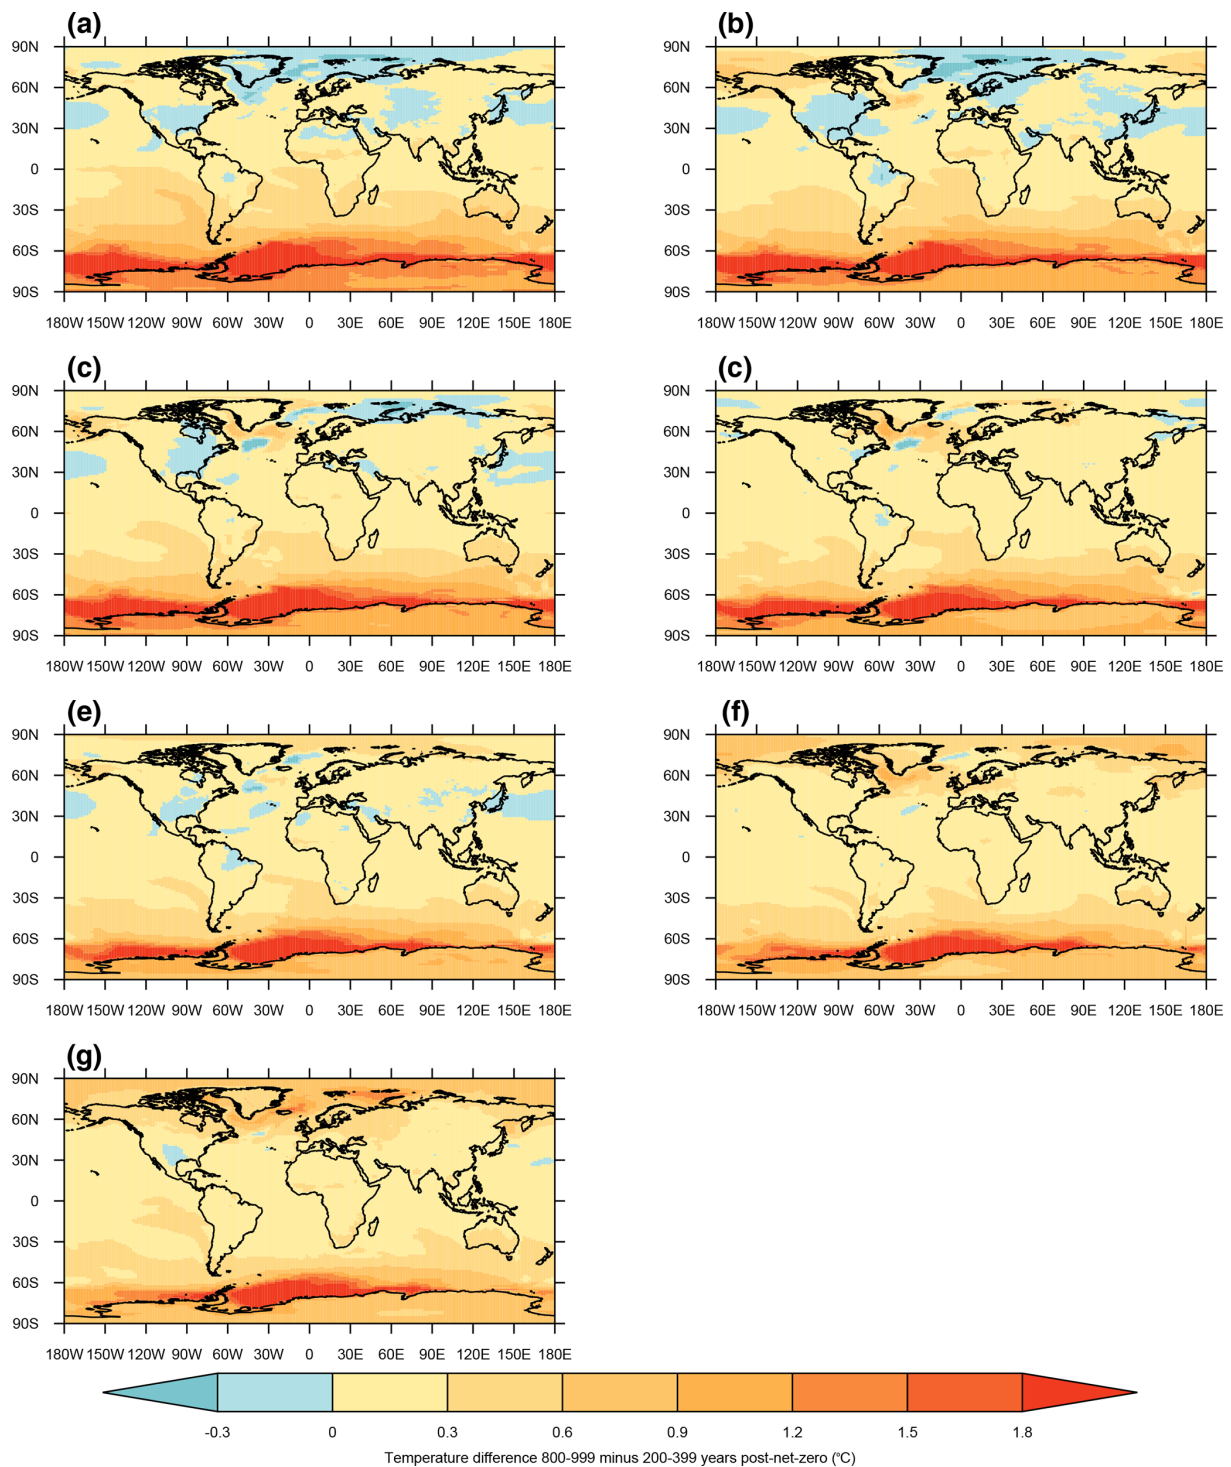 (a)
90N
60N
30N
0
30S
60S
90S
180W 150W 120W 90W 60W 30W 0 30E 60E 90E 120E 150E 180E
(b)
90N
60N
30N
0
30S
60S
90S
180W 150W 120W 90W 60W 30W 0 30E 60E 90E 120E 150E 180E
(c)
90N
60N
30N
0
30S
60S
90S
180W 150W 120W 90W 60W 30W 0 30E 60E 90E 120E 150E 180E
(c)
90N
60N
30N
0
30S
60S
90S
180W 150W 120W 90W 60W 30W 0 30E 60E 90E 120E 150E 180E
(e)
90N
60N
30N
0
30S
60S
90S
180W 150W 120W 90W 60W 30W 0 30E 60E 90E 120E 150E 180E
(f)
90N
60N
30N
0
30S
60S
90S
180W 150W 120W 90W 60W 30W 0 30E 60E 90E 120E 150E 180E
(g)
90N
60N
30N
0
30S
60S
90S
180W 150W 120W 90W 60W 30W 0 30E 60E 90E 120E 150E 180E
-0.3 0 0.3 0.6 0.9 1.2 1.5 1.8
Temperature difference 800-999 minus 200-399 years post-net-zero (°C)